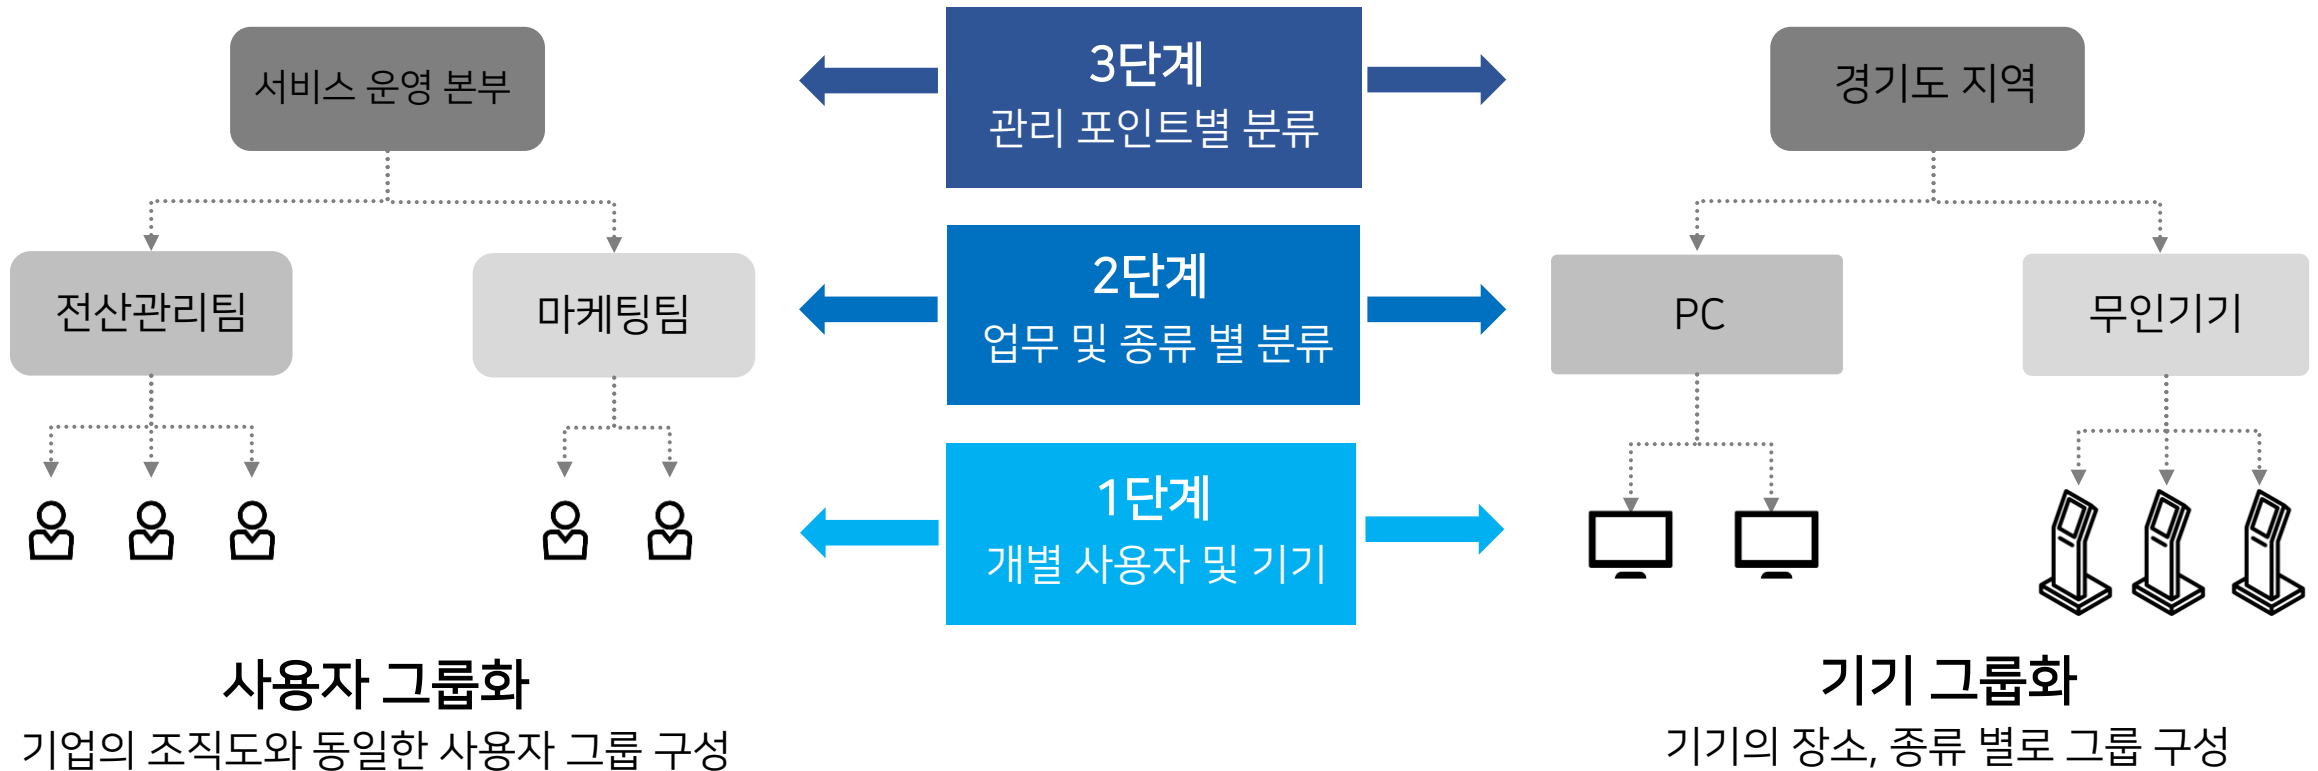 서비스 운영 본부
전산관리팀
마케팅팀
사용자 그룹화
기업의 조직도와 동일한 사용자 그룹 구성
3단계
관리 포인트별 분류
2단계
업무 및 종류 별 분류
1단계
개별 사용자 및 기기
경기도 지역
PC
무인기기
기기 그룹화
기기의 장소, 종류 별로 그룹 구성